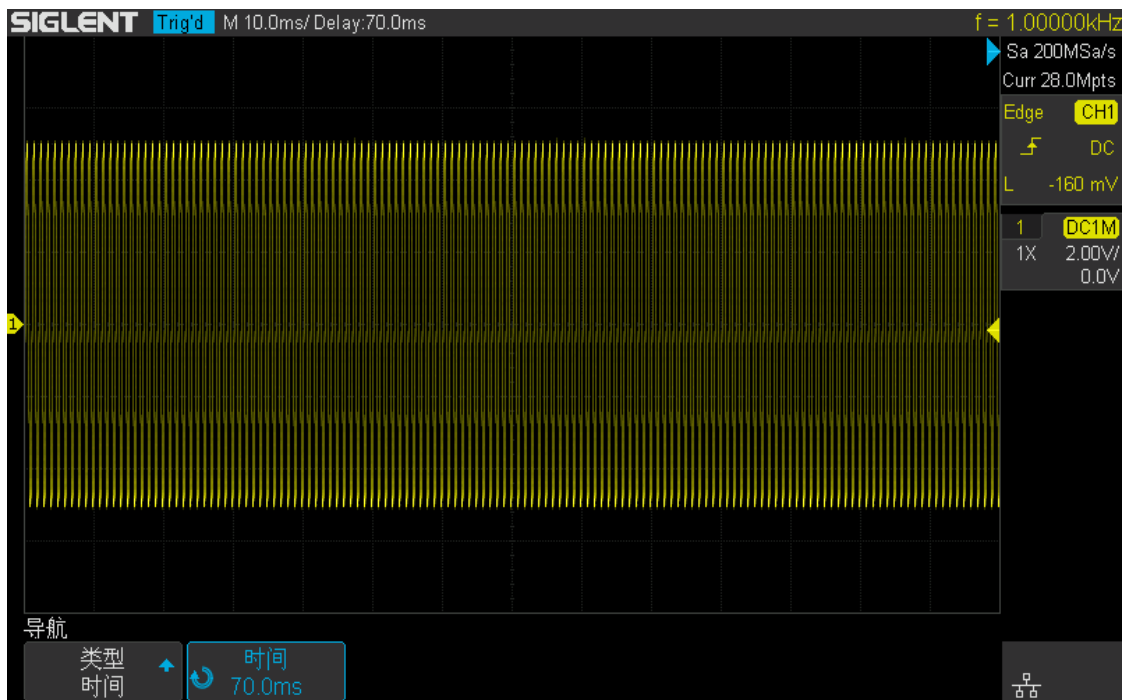 SIGLENT Trig'd M 10.0ms/ Delay:70.0ms f = 1.00000kHz
Sa 200MSa/s
Curr 28.0Mpts
Edge CH1
DC
L -160 mV
1 DC1M
1X 2.00V/
0.0V
1
导航
类型
时间
时间
70.0ms